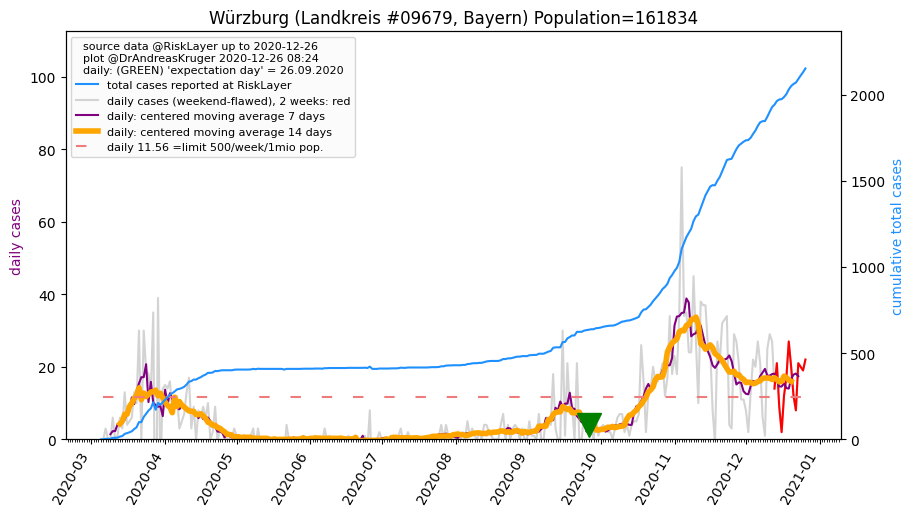 Würzburg (Landkreis #09679, Bayern) Population=161834
source data @RiskLayer up to 2020-12-26
plot @DrAndreasKruger 2020-12-26 08:24
daily: (GREEN) 'expectation day' = 26.09.2020
total cases reported at RiskLayer
daily cases (weekend-flawed), 2 weeks: red
daily: centered moving average 7 days
daily: centered moving average 14 days
daily 11.56 =limit 500/week/1mio pop.
daily cases
100
80
60
40
20
0
cumulative total cases
2000
1500
1000
500
0
2020-03
2020-04
2020-05
2020-06
2020-07
2020-08
2020-09
2020-10
2020-11
2020-12
2021-01